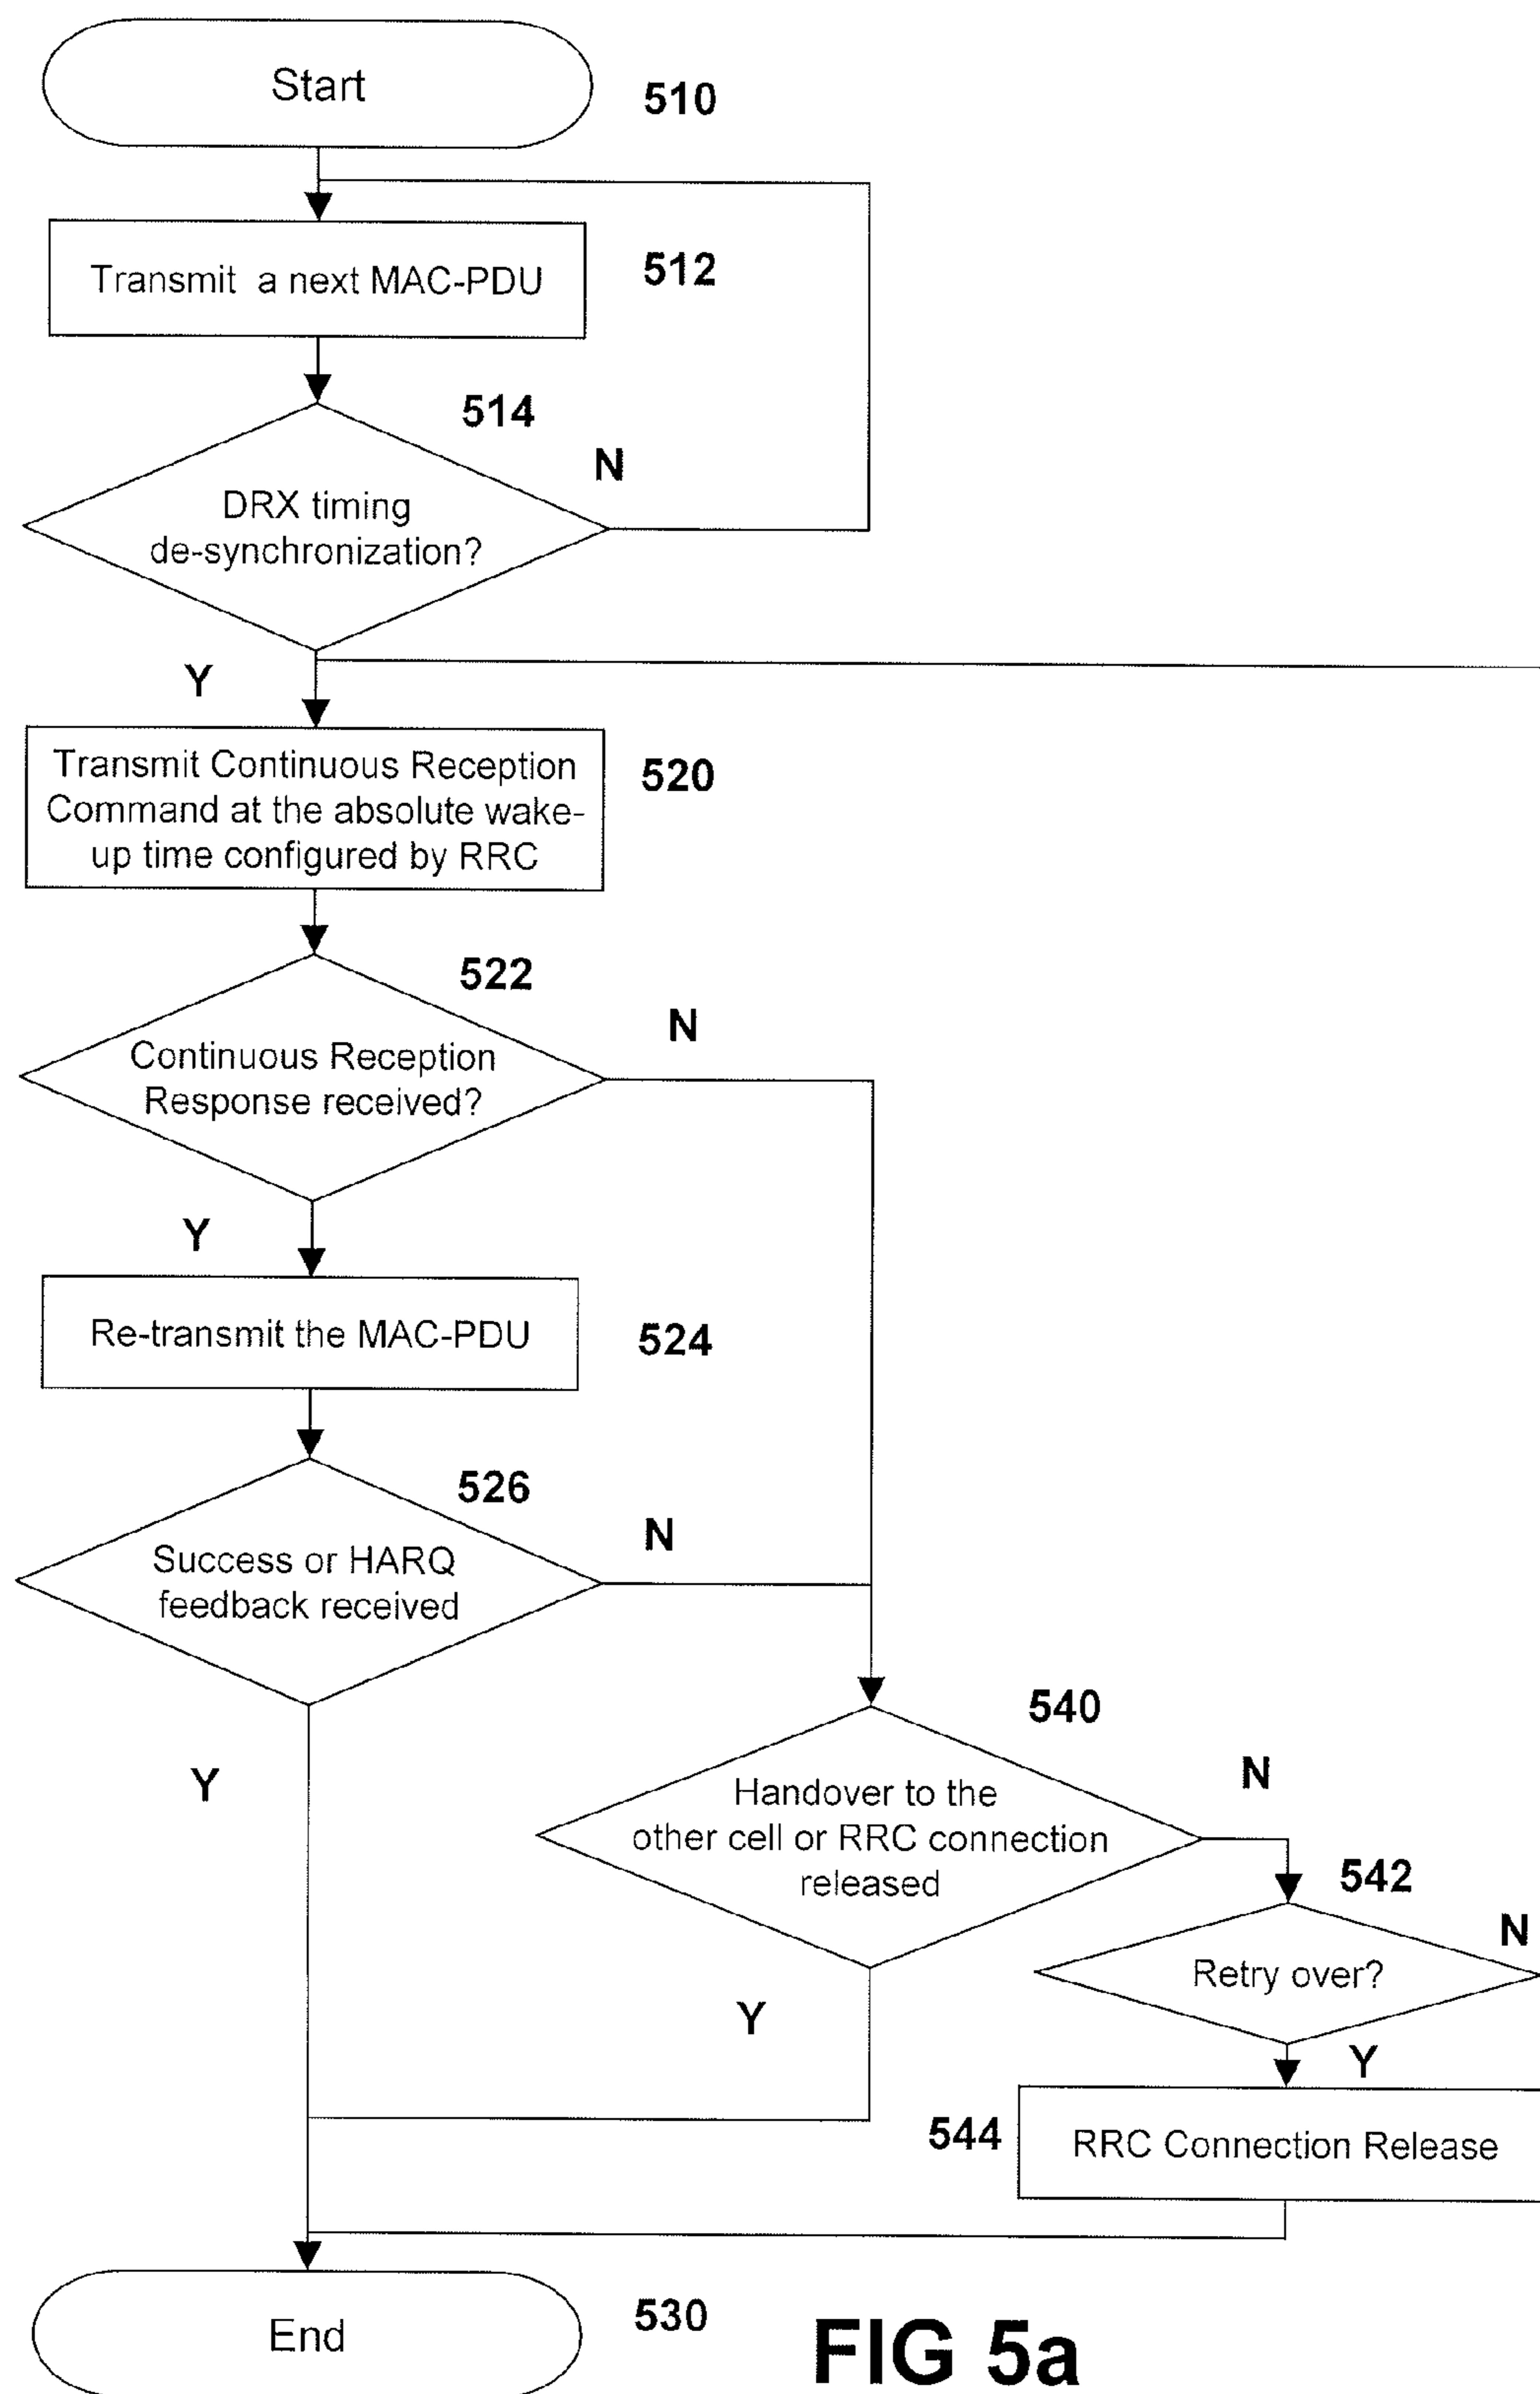 Start
510
Transmit a next MAC-PDU
512
514
N
DRX timing
de-synchronization?
Y
Transmit Continuous Reception
Command at the absolute wake-
up time configured by RRC
520
522
N
Continuous Reception
Response received?
Y
Re-transmit the MAC-PDU
524
526
N
Success or HARQ
feedback received
Y
540
N
Handover to the
other cell or RRC connection
released
542
N
Retry over?
Y
Y
544
RRC Connection Release
End
530
FIG 5a